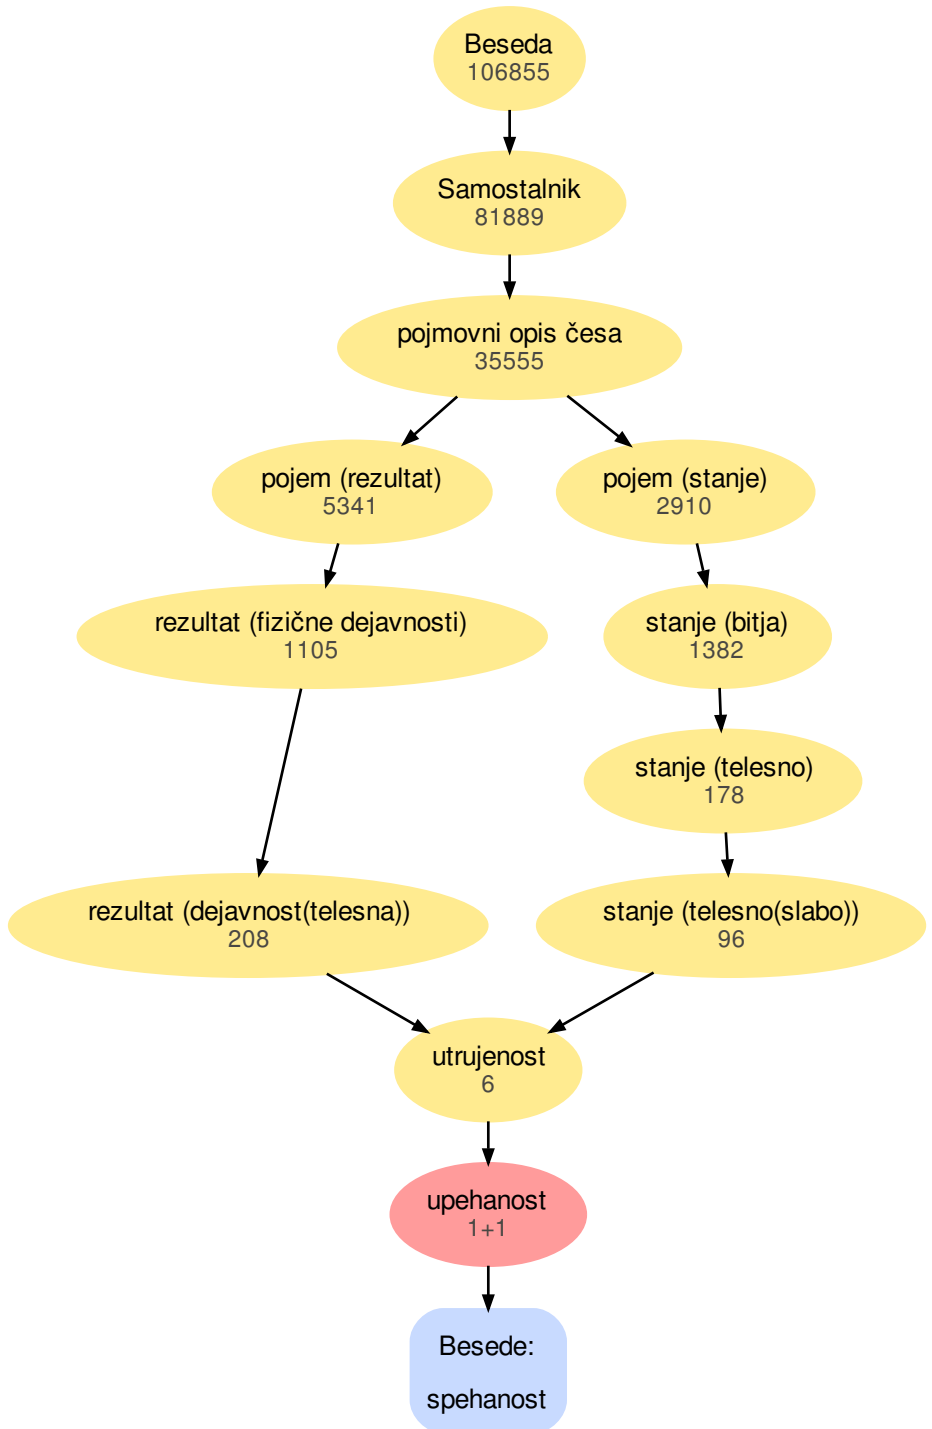 Beseda
106855
Samostalnik
81889
pojmovni opis česa
35555
pojem (rezultat)
5341
pojem (stanje)
2910
rezultat (fizične dejavnosti)
1105
stanje (bitja)
1382
stanje (telesno)
178
rezultat (dejavnost(telesna))
208
stanje (telesno(slabo))
96
utrujenost
6
upehanost
1+1
Besede:
spehanost